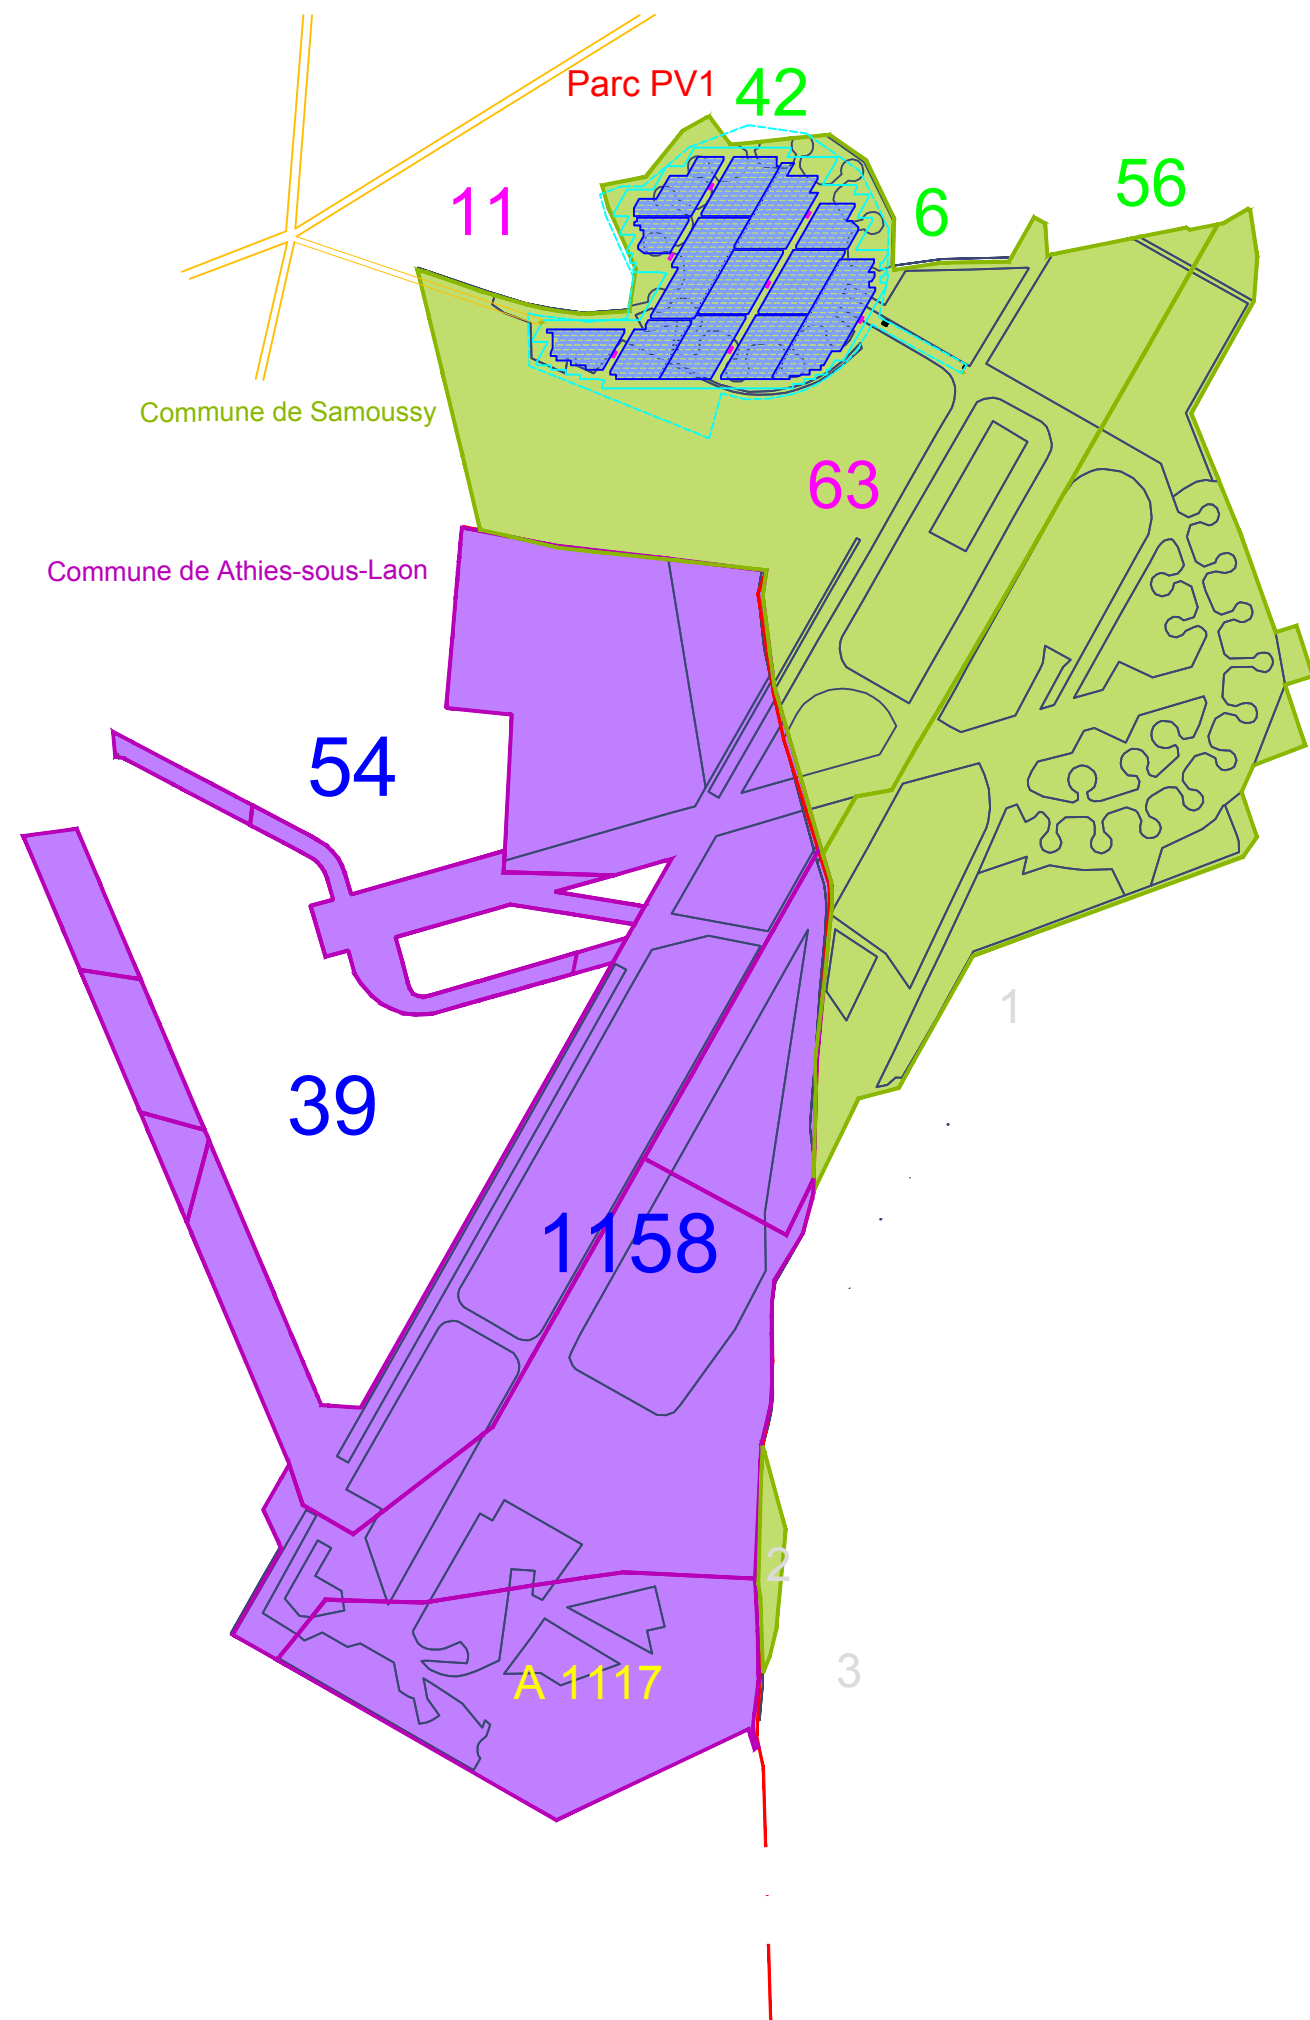 Parc PV1
42
56
11
6
Commune de Samoussy
63
Commune de Athies-sous-Laon
54
1
39
1158
2
3
A 1117